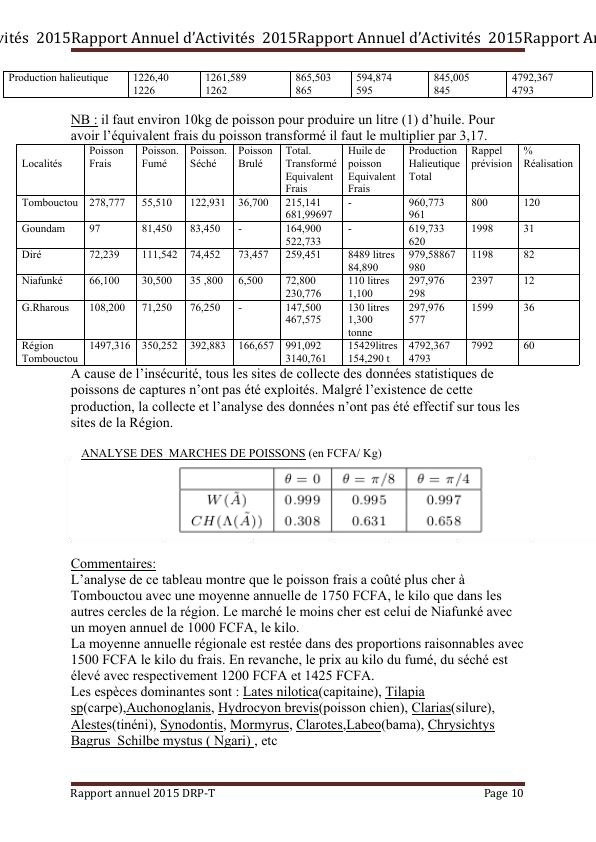 vités 2015Rapport Annuel d’Activités 2015Rapport Annuel d’Activités 2015Rapport A
Production halieutique 1226,40 1261,589 865,503 594,874 845,005 4792,367
1226 1262 865 595 845 4793
NB : il faut environ 10kg de poisson pour produire un litre (1) d’huile. Pour
avoir l’équivalent frais du poisson transformé il faut le multiplier par 3,17.
Localités Poisson Frais Poisson. Fumé Poisson. Séché Poisson Brulé Total. Transformé Equivalent Frais Huile de poisson Equivalent Frais Production Halieutique Total Rappel prévision % Réalisation
Tombouctou 278,777 55,510 122,931 36,700 215,141 - 960,773 800 120
681,99697 961
Goundam 97 81,450 83,450 - 164,900 - 619,733 1998 31
522,733 620
Diré 72,239 111,542 74,452 73,457 259,451 8489 litres 979,58867 1198 82
84,890 980
Niafunké 66,100 30,500 35 ,800 6,500 72,800 110 litres 297,976 2397 12
230,776 1,100 298
G.Rharous 108,200 71,250 76,250 - 147,500 130 litres 297,976 1599 36
467,575 1,300 577
tonne
Région 1497,316 350,252 392,883 166,657 991,092 15429litres 4792,367 7992 60
Tombouctou 3140,761 154,290 t 4793
A cause de l’insécurité, tous les sites de collecte des données statistiques de
poissons de captures n’ont pas été exploités. Malgré l’existence de cette
production, la collecte et l’analyse des données n’ont pas été effectif sur tous les
sites de la Région.
ANALYSE DES MARCHES DE POISSONS (en FCFA/ Kg)
θ = 0 θ = π/8 θ = π/4
W(Ã) 0.999 0.995 0.997
CH(Λ(Ã)) 0.308 0.631 0.658
Commentaires:
L’analyse de ce tableau montre que le poisson frais a coûté plus cher à
Tombouctou avec une moyenne annuelle de 1750 FCFA, le kilo que dans les
autres cercles de la région. Le marché le moins cher est celui de Niafunké avec
un moyen annuel de 1000 FCFA, le kilo.
La moyenne annuelle régionale est restée dans des proportions raisonnables avec
1500 FCFA le kilo du frais. En revanche, le prix au kilo du fumé, du séché est
élevé avec respectivement 1200 FCFA et 1425 FCFA.
Les espèces dominantes sont : Lates nilotica(capitaine), Tilapia
sp(carpe),Auchonoglanis, Hydrocyon brevis(poisson chien), Clarias(silure),
Alestes(tinéni), Synodontis, Mormyrus, Clarotes,Labeo(bama), Chrysichtys
Bagrus Schilbe mystus ( Ngari) , etc
Rapport annuel 2015 DRP-T Page 10